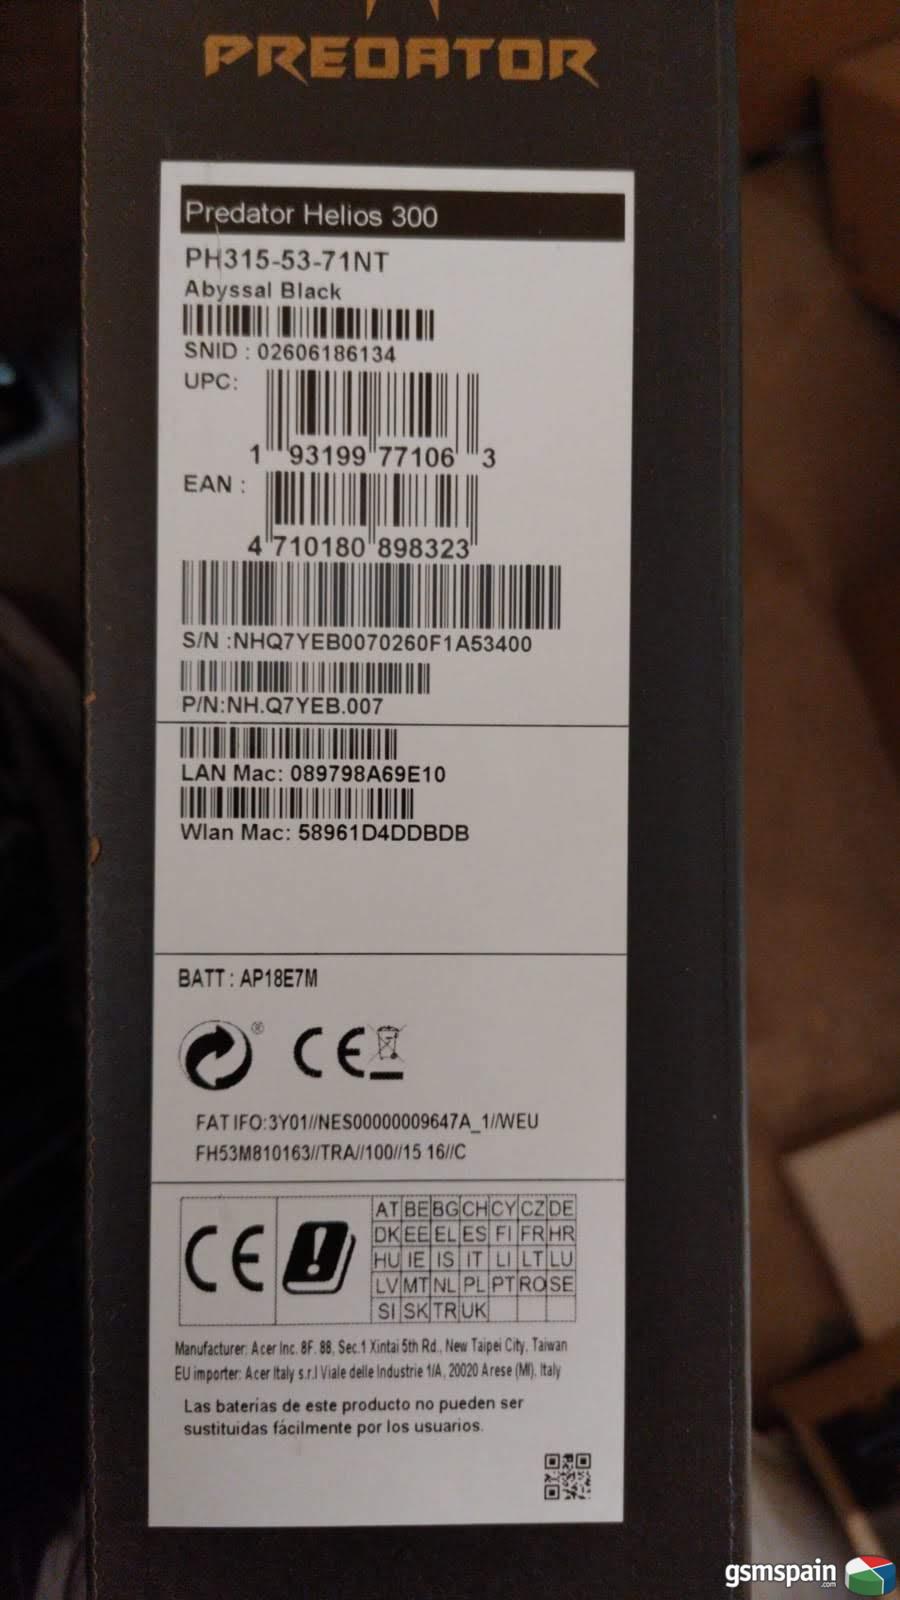 PREDATOR
Predator Helios 300
PH315-53-71NT
Abyssal Black
SNID : 02606186134
UPC:
1 93199 77106 3
EAN :
4 710180 898323
S/N :NHQ7YEB0070260F1A53400
P/N:NH.Q7YEB.007
LAN Mac: 089798A69E10
Wlan Mac: 58961D4DDBDB
BATT : AP18E7M
®
CE
FAT IFO:3Y01//NES00000009647A_1//WEU
FH53M810163//TRA//100//15 16//C
CE !
AT BE BG CH CY CZ DE
DK EE EL ES FI FR HR
HU IE IS IT LI LT LU
LV MT NL PL PT RO SE
SI SK TR UK
Manufacturer: Acer Inc. 8F. 88, Sec.1 Xintai 5th Rd., New Taipei City, Taiwan
EU importer: Acer Italy s.r.l Viale delle Industrie 1/A, 20020 Arese (MI), Italy
Las baterías de este producto no pueden ser
sustituidas fácilmente por los usuarios.
gsmspain
.com